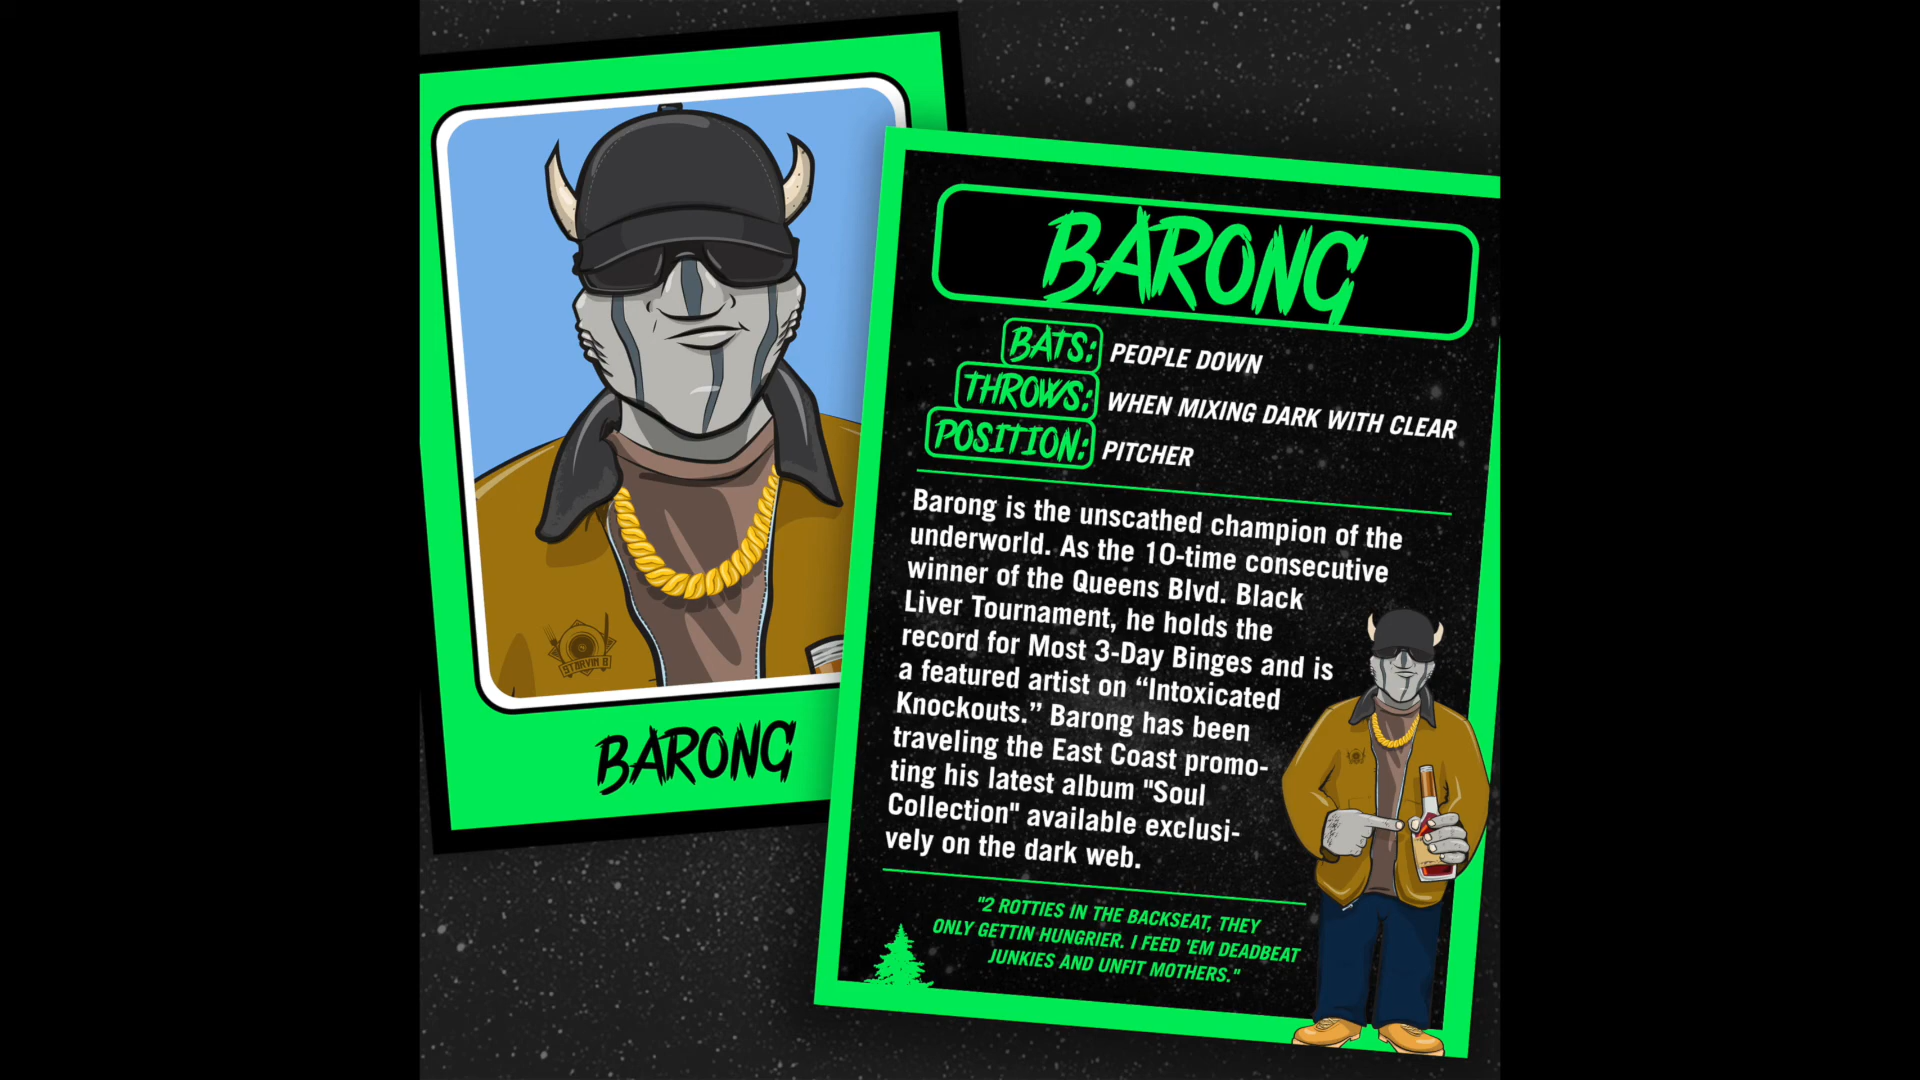 STARVIN B
BARONG
BARONG
BATS: PEOPLE DOWN
THROWS: WHEN MIXING DARK WITH CLEAR
POSITION: PITCHER
Barong is the unscathed champion of the
underworld. As the 10-time consecutive
winner of the Queens Blvd. Black
Liver Tournament, he holds the
record for Most 3-Day Binges and is
a featured artist on “Intoxicated
Knockouts.” Barong has been
traveling the East Coast promo-
ting his latest album "Soul
Collection" available exclusi-
vely on the dark web.
"2 ROTTIES IN THE BACKSEAT, THEY
ONLY GETTIN HUNGRIER. I FEED 'EM DEADBEAT
JUNKIES AND UNFIT MOTHERS."